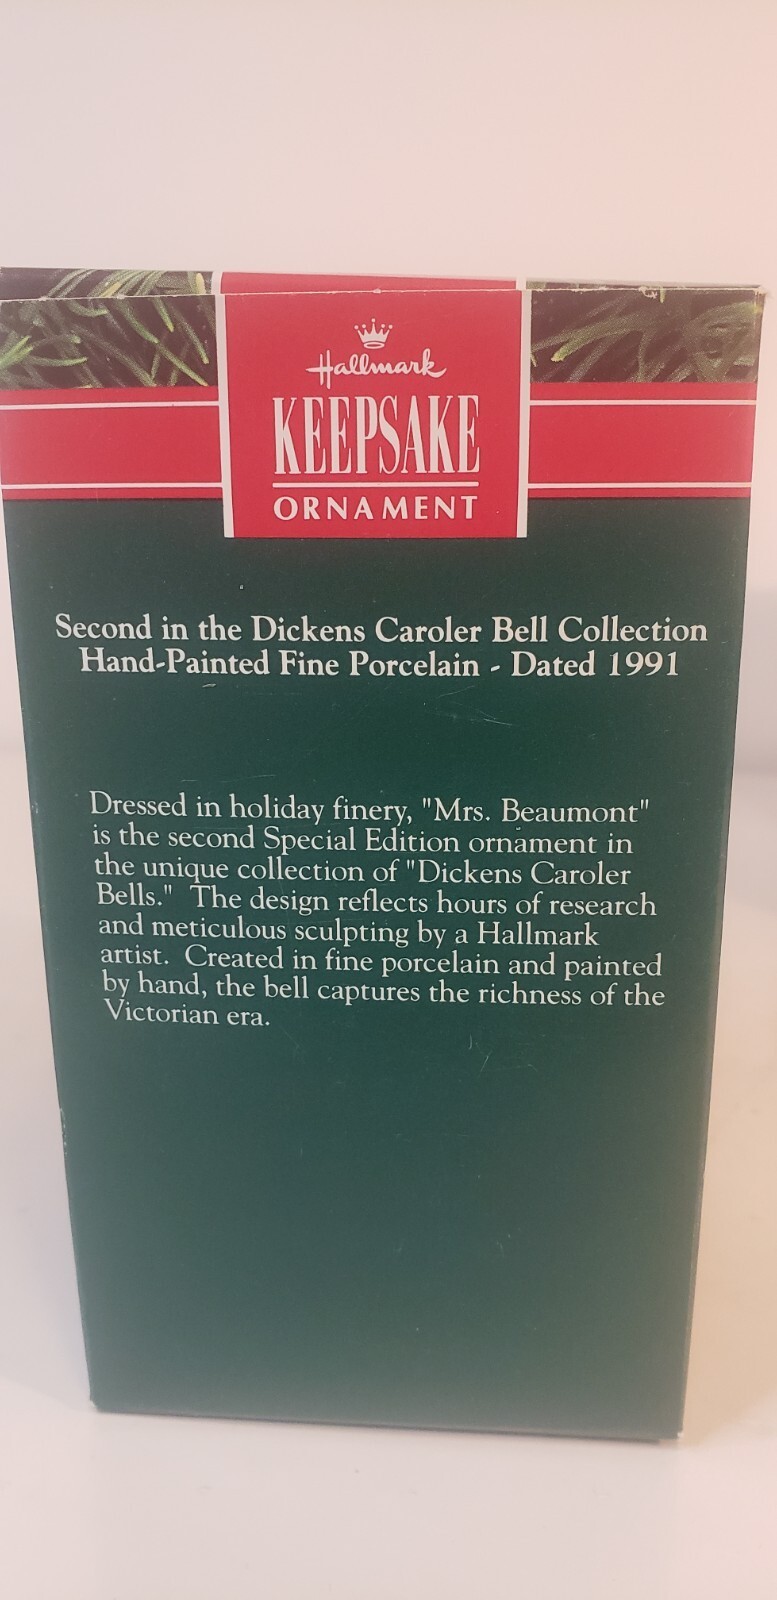 Hallmark
KEEPSAKE
ORNAMENT
Second in the Dickens Caroler Bell Collection
Hand-Painted Fine Porcelain - Dated 1991
Dressed in holiday finery, "Mrs. Beaumont"
is the second Special Edition ornament in
the unique collection of "Dickens Caroler
Bells."  The design reflects hours of research
and meticulous sculpting by a Hallmark
artist.  Created in fine porcelain and painted
by hand, the bell captures the richness of the
Victorian era.